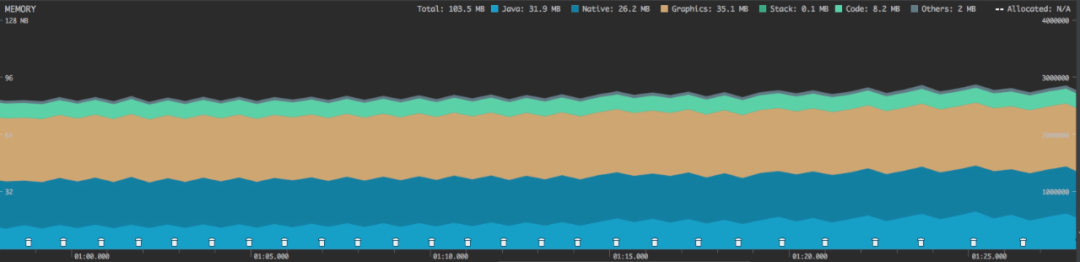 MEMORY Total: 103.5 MB Java: 31.9 MB Native: 26.2 MB Graphics: 35.1 MB Stack: 0.1 MB Code: 8.2 MB Others: 2 MB Allocated: N/A
128 MB 4000000
96 3000000
32 1000000
01:00.000 01:05.000 01:10.000 01:15.000 01:20.000 01:25.000